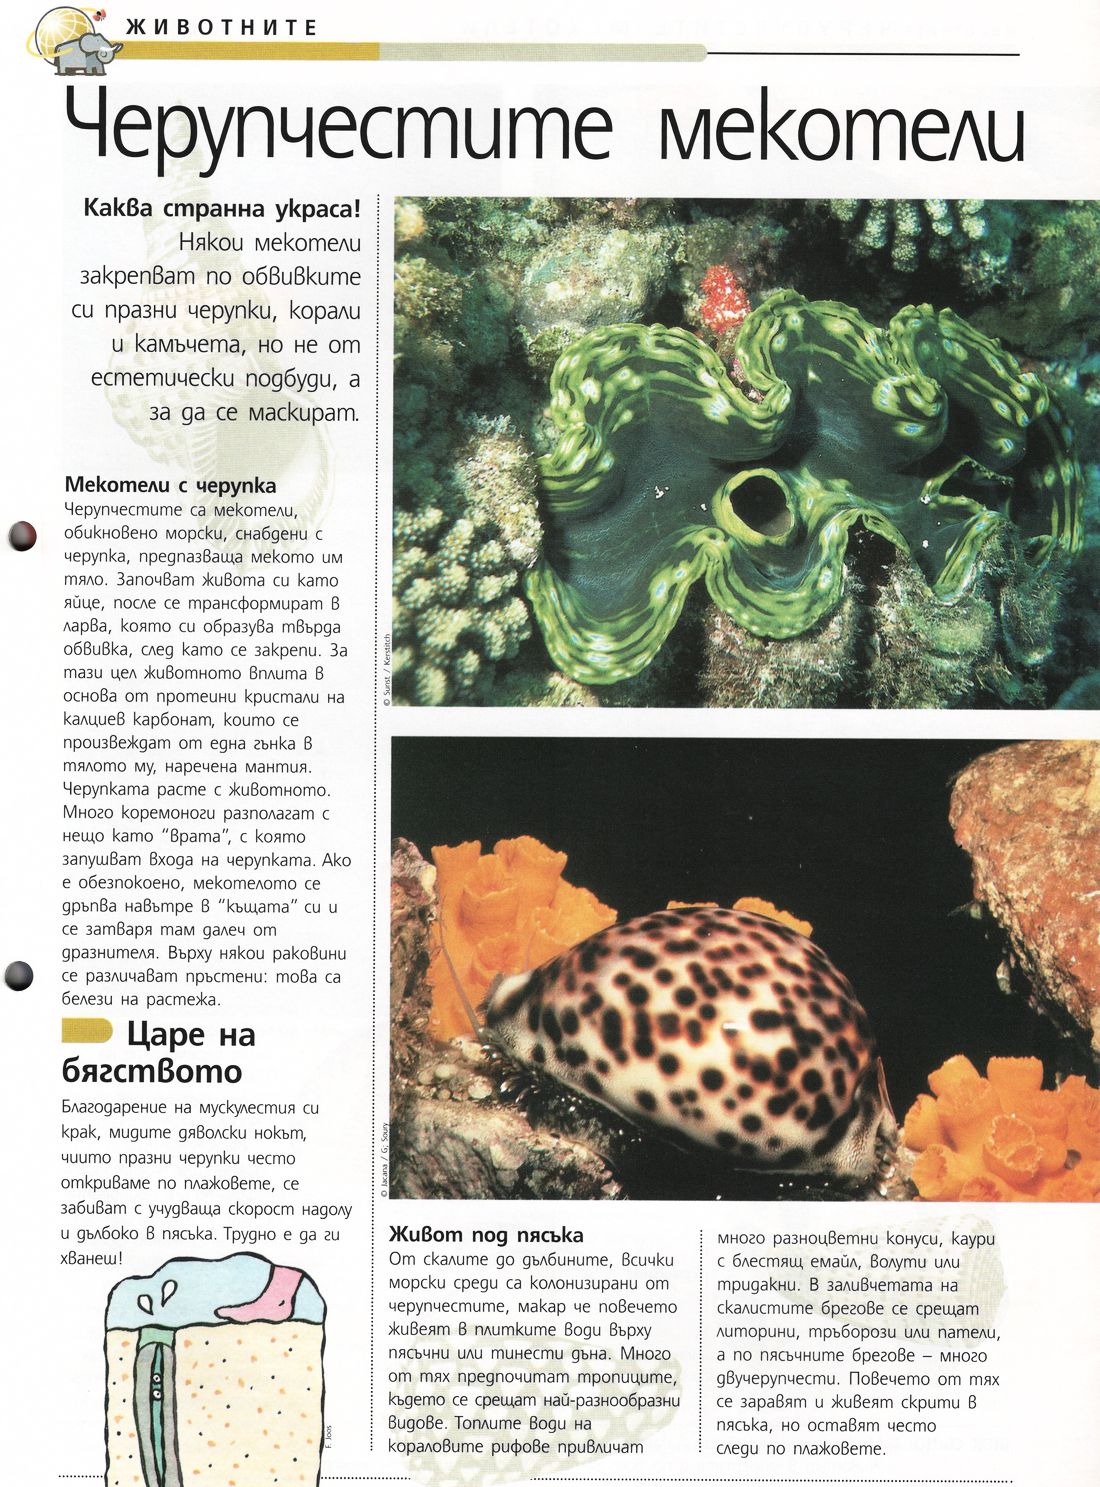 ЖИВОТНИТЕ
Черупчестите мекотели
Каква странна украса!
Някои мекотели
закрепват по обвивките
си празни черупки, корали
и камъчета, но не от
естетически подбуди, а
за да се маскират.
Мекотели с черупка
Черупчестите са мекотели,
обикновено морски, снабдени с
черупка, предпазваща мекото им
тяло. Започват живота си като
яйце, после се трансформират в
ларва, която си образува твърда
обвивка, след като се закрепи. За
тази цел животното вплита в
основа от протеини кристали на
калциев карбонат, които се
произвеждат от една гънка в
тялото му, наречена мантия.
Черупката расте с животното.
Много коремоноги разполагат с
нещо като "врата", с която
запушват входа на черупката. Ако
е обезпокоено, мекотелото се
дръпва навътре в "къщата" си и
се затваря там далеч от
дразнителя. Върху някои раковини
се различават пръстени: това са
белези на растежа.
Царе на
бягството
Благодарение на мускулестия си
крак, мидите дяволски нокът,
чиито празни черупки често
откриваме по плажовете, се
забиват с учудваща скорост надолу
и дълбоко в пясъка. Трудно е да ги
хванеш!
F. Joos
© Sunst / Kerstitch
© Jacana / G. Soury
Живот под пясъка
От скалите до дълбините, всички
морски среди са колонизирани от
черупчестите, макар че повечето
живеят в плитките води върху
пясъчни или тинести дъна. Много
от тях предпочитат тропиците,
където се срещат най-разнообразни
видове. Топлите води на
кораловите рифове привличат
много разноцветни конуси, каури
с блестящ емайл, волути или
тридакни. В заливчетата на
скалистите брегове се срещат
литорини, тръборози или пателu,
а по пясъчните брегове – много
двучерупчести. Повечето от тях
се заравят и живеят скрити в
пясъка, но оставят често
следи по плажовете.